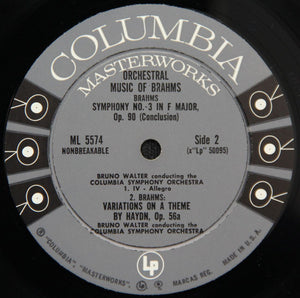 COLUMBIA
MASTERWORKS
ORCHESTRAL
MUSIC OF BRAHMS
BRAHMS
SYMPHONY NO. 3 IN F MAJOR,
Op. 90 (Conclusion)
ML 5574
NONBREAKABLE
Side 2
(x"Lp" 50095)
BRUNO WALTER conducting the
COLUMBIA SYMPHONY ORCHESTRA
1. IV - Allegro
2. BRAHMS:
VARIATIONS ON A THEME
BY HAYDN, Op. 56a
BRUNO WALTER conducting the
COLUMBIA SYMPHONY ORCHESTRA
LP
® "COLUMBIA", "MASTERWORKS", MARCAS REG. MADE IN U.S.A.